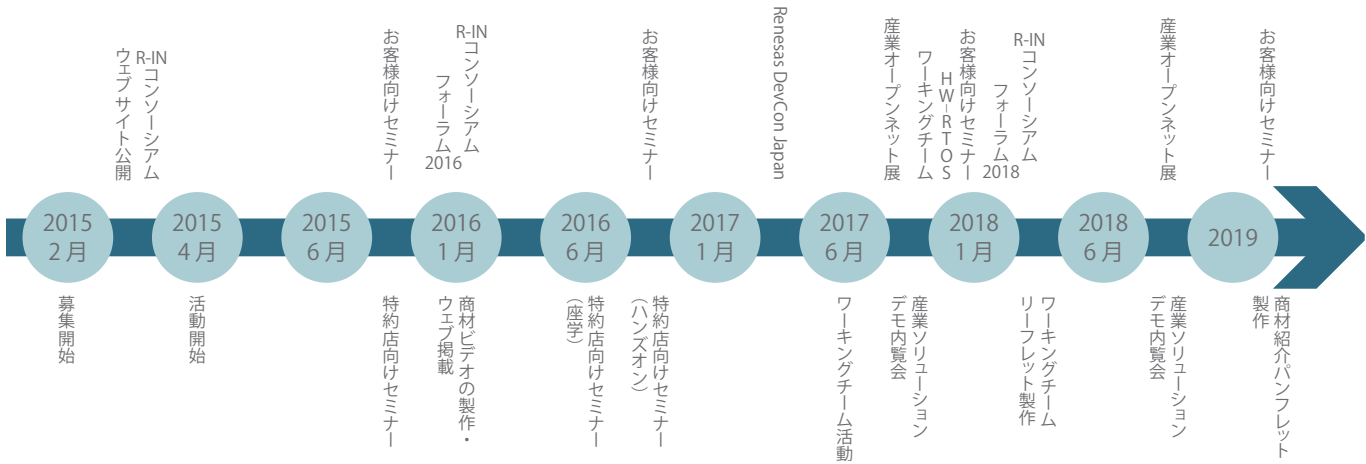 R-IN
コンソーシアム
ウェブサイト公開
お客様向けセミナー
R-IN
コンソーシアム
フォーラム
2016
お客様向けセミナー
Renesas DevCon Japan
産業オープンネット展
ワーキングチーム
HW-RTOS
お客様向けセミナー
R-IN
コンソーシアム
フォーラム
2018
産業オープンネット展
お客様向けセミナー
2015
2月
2015
4月
2015
6月
2016
1月
2016
6月
2017
1月
2017
6月
2018
1月
2018
6月
2019
募集開始
活動開始
特約店向けセミナー
商材ビデオの製作・
ウェブ掲載
特約店向けセミナー
(座学)
特約店向けセミナー
(ハンズオン)
ワーキングチーム活動
産業ソリューション
デモ内覧会
ワーキングチーム
リーフレット製作
産業ソリューション
デモ内覧会
商材紹介パンフレット
製作